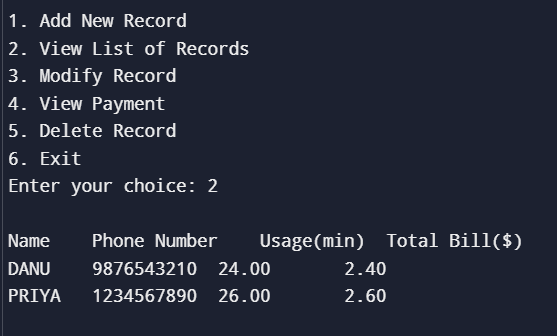 1. Add New Record
2. View List of Records
3. Modify Record
4. View Payment
5. Delete Record
6. Exit
Enter your choice: 2
Name    Phone Number    Usage(min)  Total Bill($)
DANU    9876543210  24.00       2.40
PRIYA   1234567890  26.00       2.60